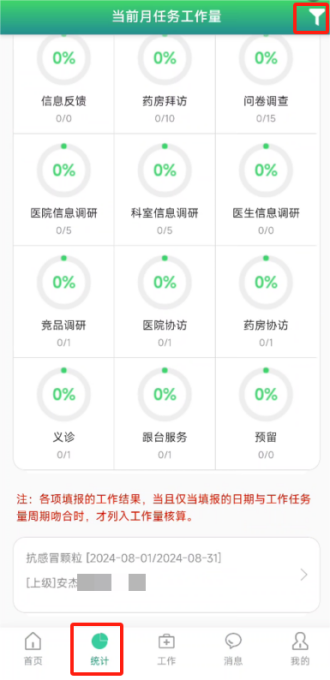 当前月任务工作量
0% 0% 0%
信息反馈 药房拜访 问卷调查
0/0 0/10 0/15
0% 0% 0%
医院信息调研 科室信息调研 医生信息调研
0/5 0/5 0/0
0% 0% 0%
竞品调研 医院协访 药房协访
0/1 0/1 0/1
0% 0% 0%
义诊 跟台服务 预留
0/1 0/1 0/0
注：各项填报的工作结果，当且仅当填报的日期与工作任务
量周期吻合时，才列入工作量核算。
抗感冒颗粒 [2024-08-01/2024-08-31]
[上级]安杰
首页 统计 工作 消息 我的